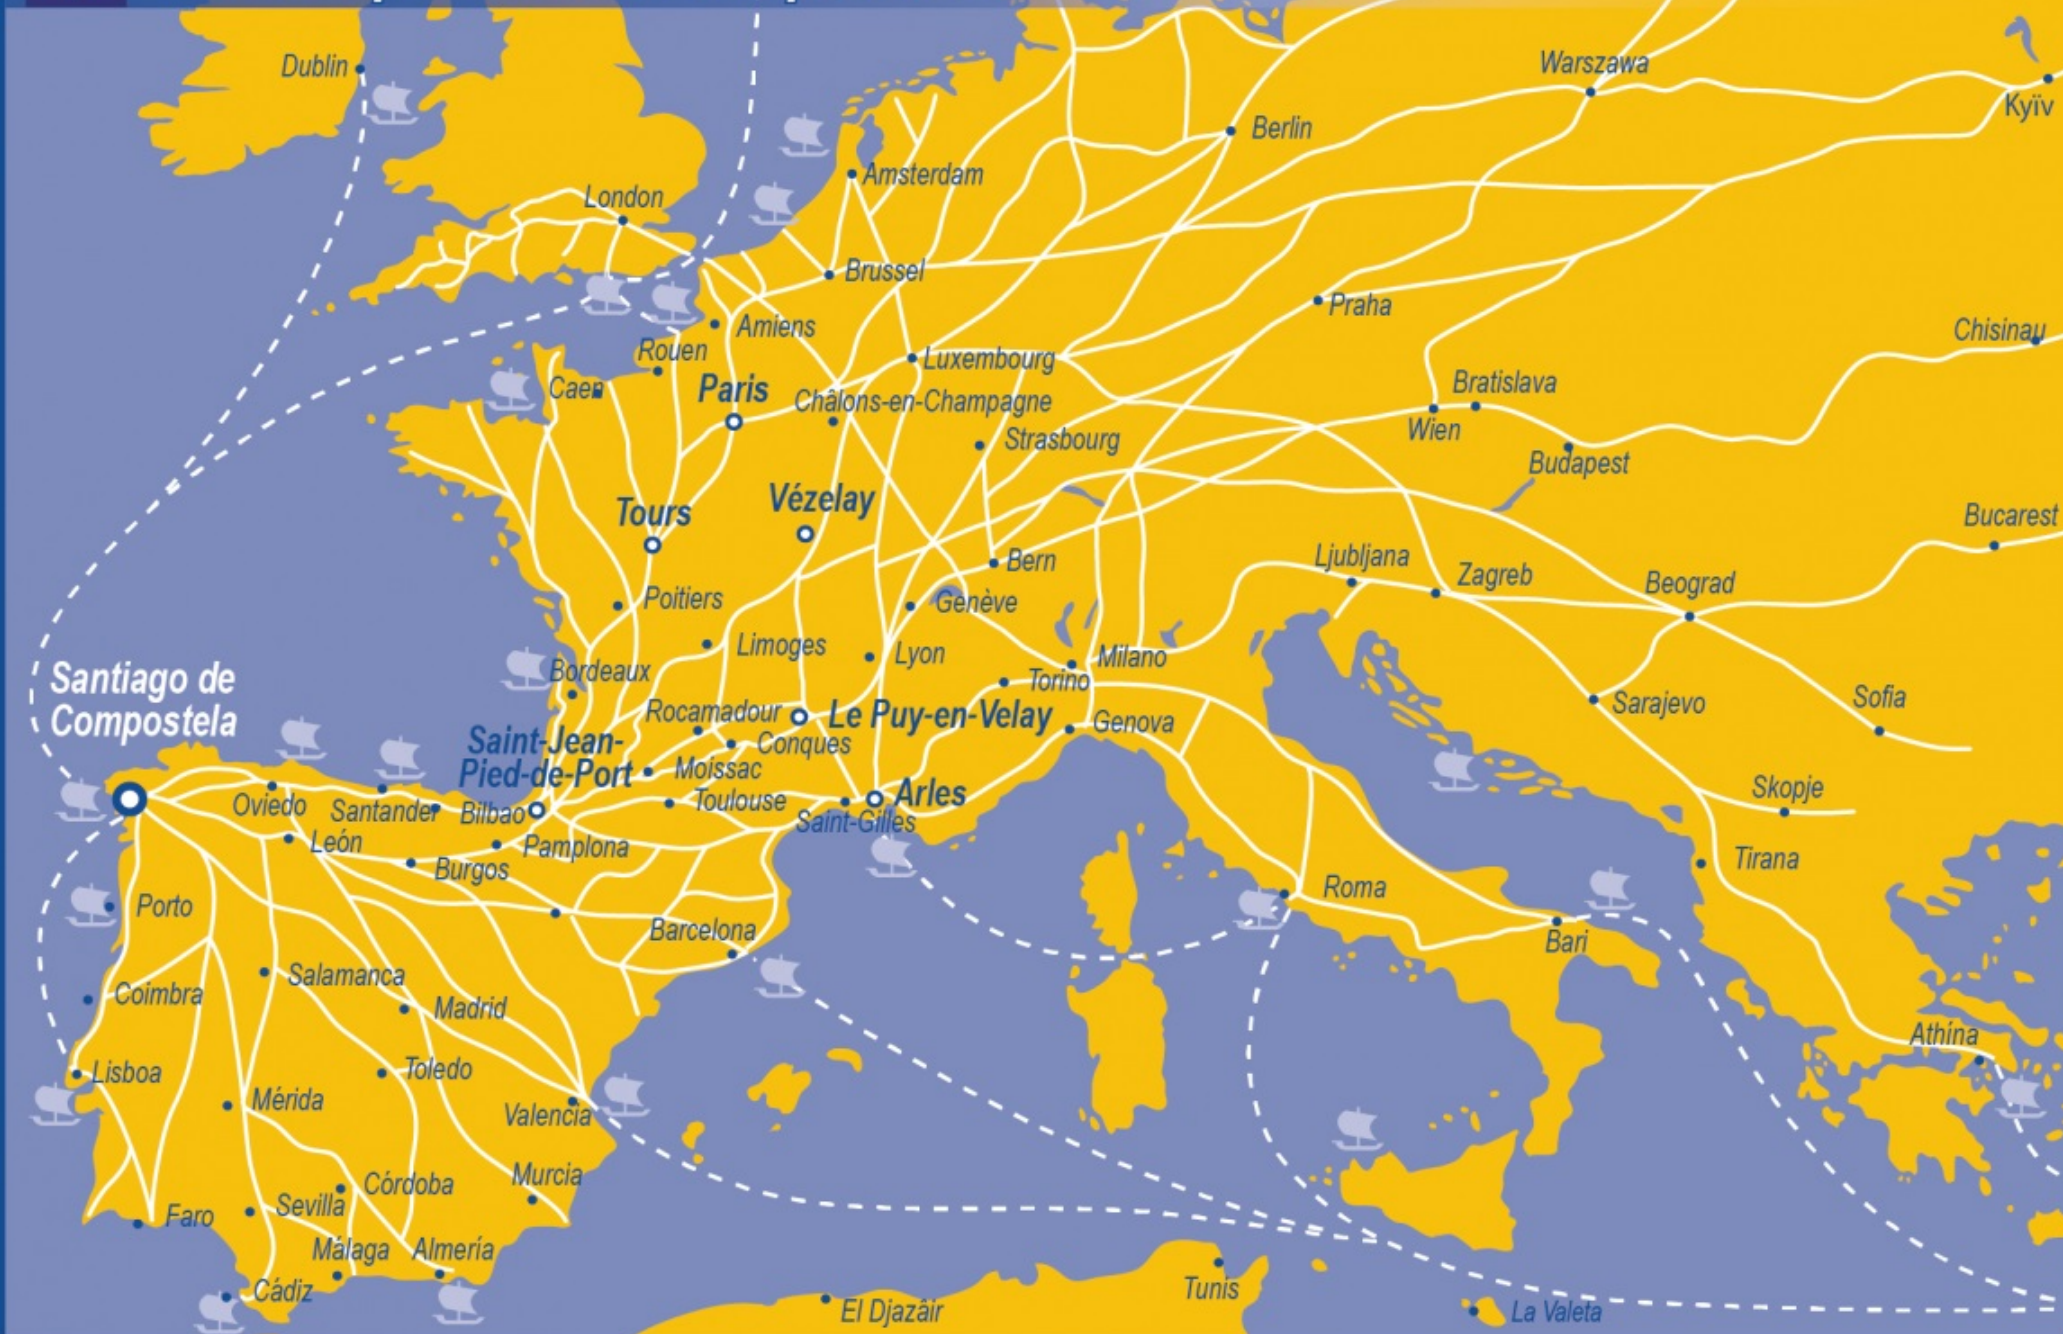 Dublin
Warszawa
Kyïv
Berlin
Amsterdam
London
Brussel
Praha
Amiens
Chisinau
Rouen
Luxembourg
Caen
Paris
Châlons-en-Champagne
Bratislava
Strasbourg
Wien
Budapest
Vézelay
Tours
Bucarest
Bern
Ljubljana
Zagreb
Beograd
Poitiers
Genève
Limoges
Lyon
Milano
Bordeaux
Torino
Santiago de
Compostela
Sarajevo
Sofia
Rocamadour
Le Puy-en-Velay
Genova
Saint-Jean-
Pied-de-Port
Conques
Moissac
Skopje
Oviedo
Santander
Bilbao
Toulouse
Arles
Saint-Gilles
León
Pamplona
Burgos
Tirana
Roma
Porto
Barcelona
Bari
Salamanca
Coimbra
Madrid
Athína
Lisboa
Toledo
Mérida
Valencia
Murcia
Córdoba
Sevilla
Faro
Málaga
Almería
Cádiz
Tunis
El Djazâir
La Valeta